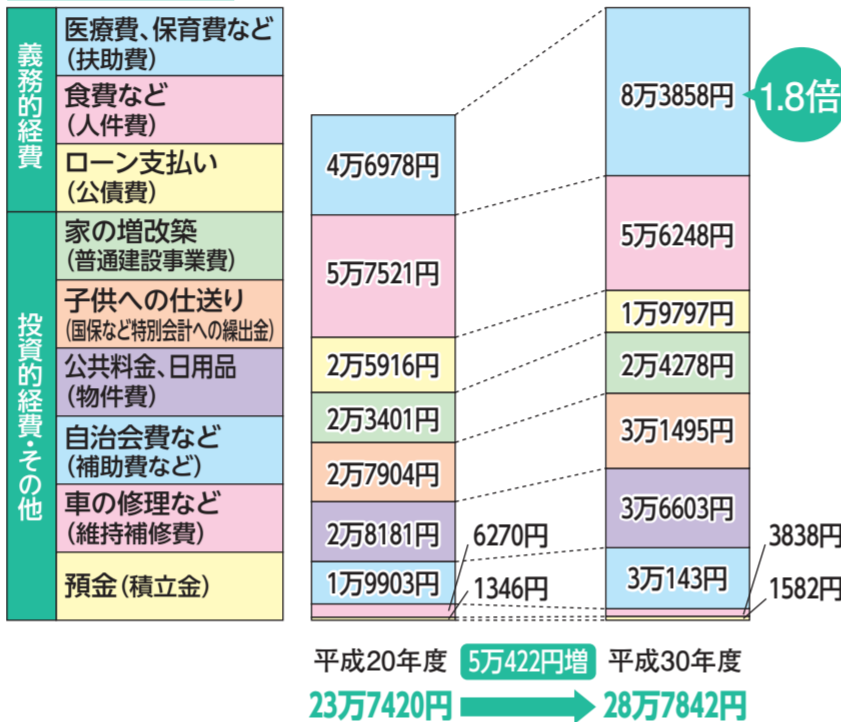 義務的経費
医療費、保育費など
(扶助費)
食費など
(人件費)
ローン支払い
(公債費)
投資的経費・その他
家の増改築
(普通建設事業費)
子供への仕送り
(国保など特別会計への繰出金)
公共料金、日用品
(物件費)
自治会費など
(補助費など)
車の修理など
(維持補修費)
預金(積立金)
4万6978円
5万7521円
2万5916円
2万3401円
2万7904円
2万8181円
1万9903円
6270円
1346円
8万3858円
1.8倍
5万6248円
1万9797円
2万4278円
3万1495円
3万6603円
3万143円
3838円
1582円
平成20年度
5万422円増
平成30年度
23万7420円
28万7842円